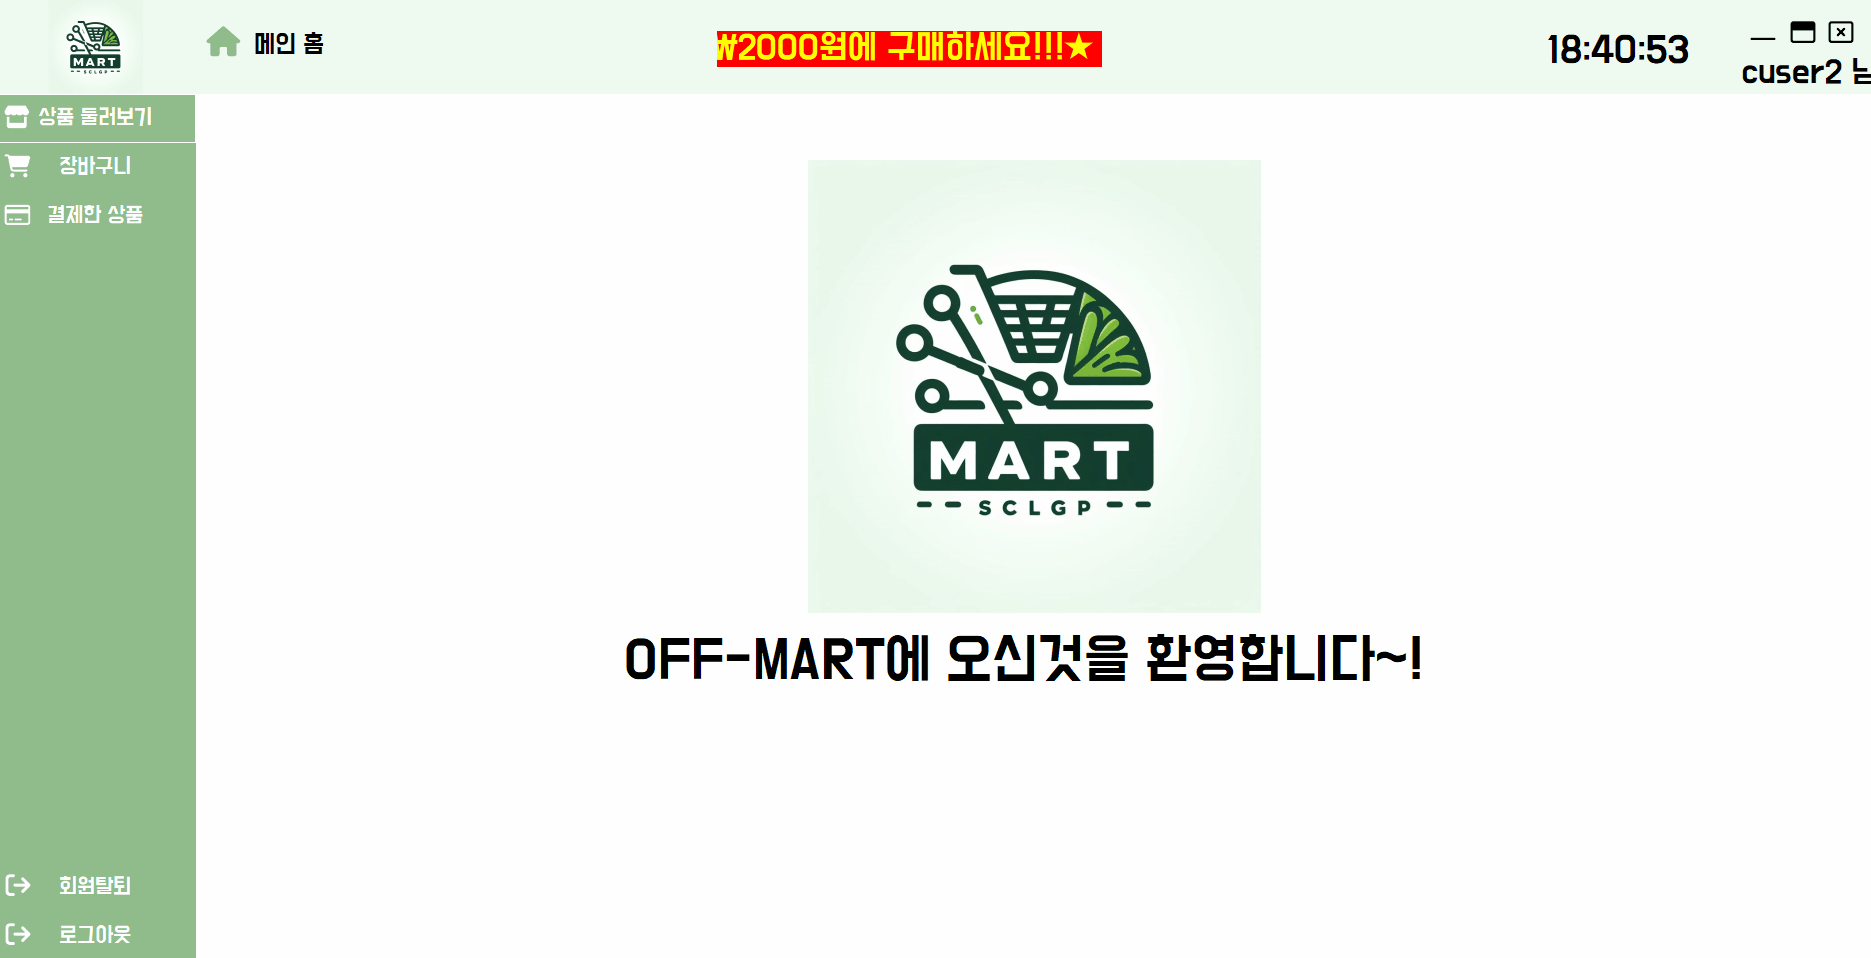 MART
SCLGP
메인 홈
₩2000원에 구매하세요!!!★
18:40:53
cuser2 님
상품 둘러보기
장바구니
결제한 상품
MART
SCLGP
OFF-MART에 오신것을 환영합니다~!
회원탈퇴
로그아웃